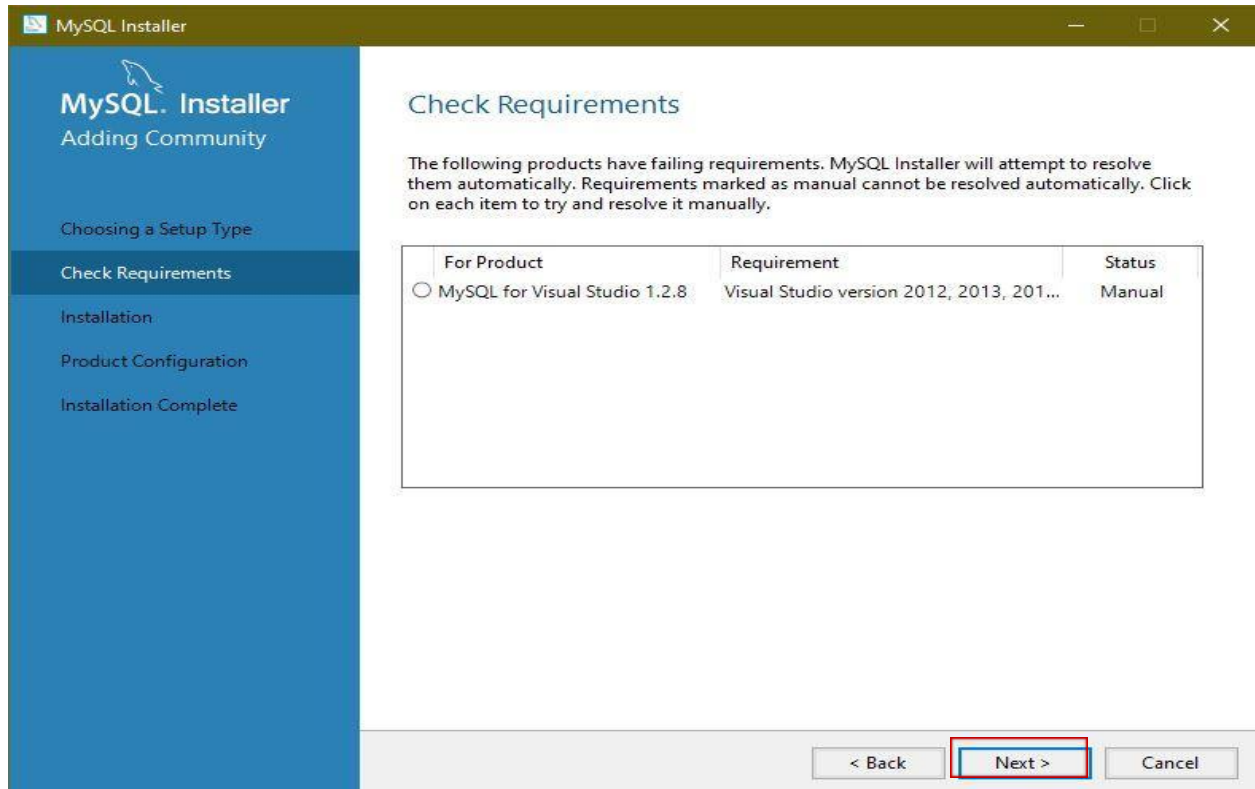 MySQL Installer
MySQL. Installer
Adding Community
Choosing a Setup Type
Check Requirements
Installation
Product Configuration
Installation Complete
Check Requirements
The following products have failing requirements. MySQL Installer will attempt to resolve
them automatically. Requirements marked as manual cannot be resolved automatically. Click
on each item to try and resolve it manually.
For Product Requirement Status
MySQL for Visual Studio 1.2.8 Visual Studio version 2012, 2013, 201... Manual
< Back Next > Cancel